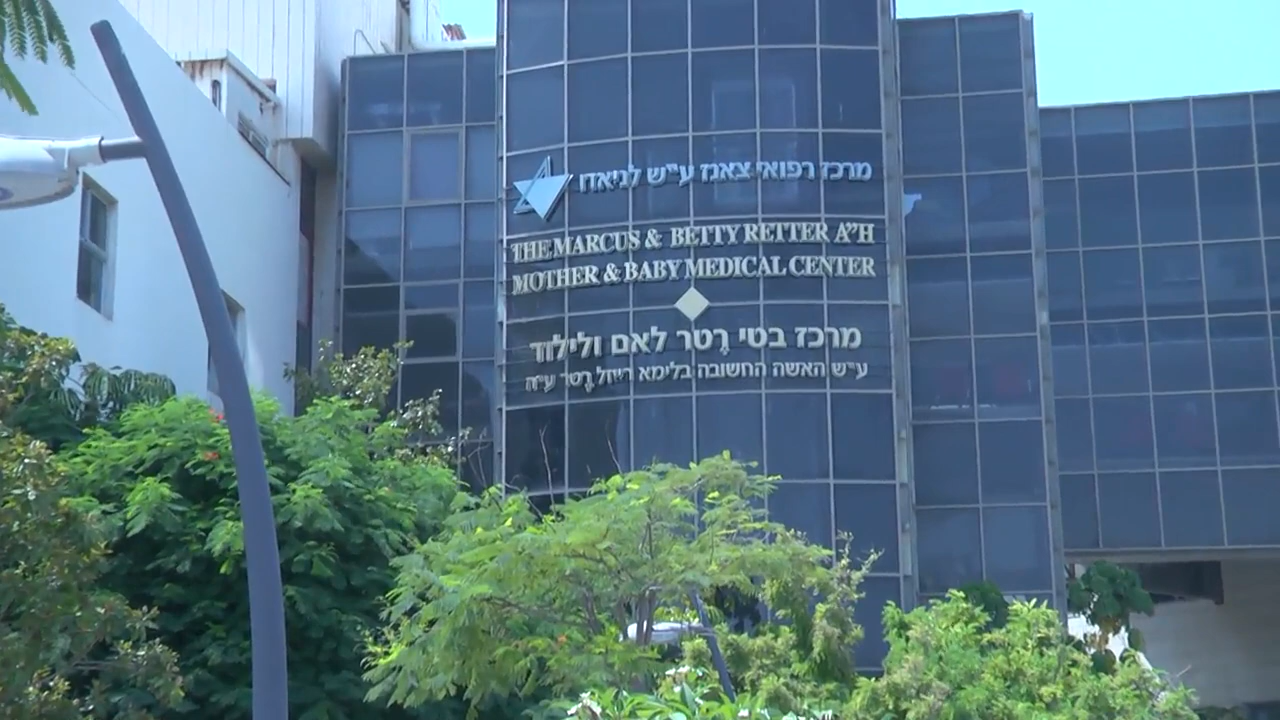 מרכז רפואי צאנז ע"ש לניאדו
THE MARCUS & BETTY RETTER A"H
MOTHER & BABY MEDICAL CENTER
מרכז בטי רֶטר לאם ולילוד
ע"ש האשה החשובה בלימא רייזל רֶטר ע"ה